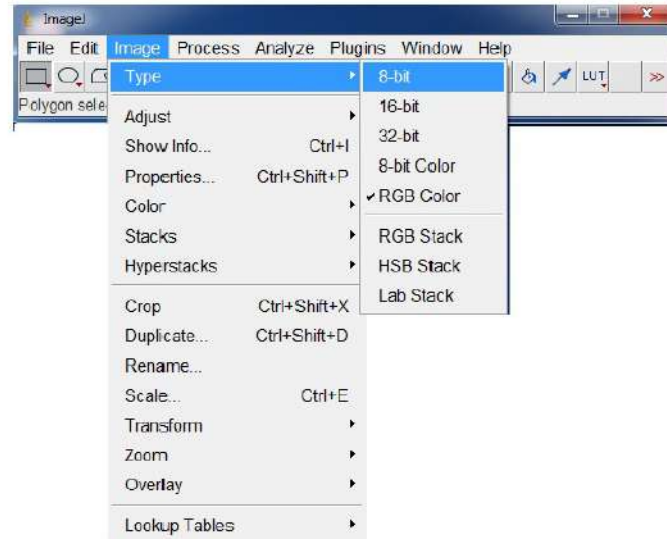 ImageJ
File Edit Image Process Analyze Plugins Window Help
LUT
Polygon sele
Type
Adjust
Show Info... Ctrl+I
Properties... Ctrl+Shift+P
Color
Stacks
Hyperstacks
Crop Ctrl+Shift+X
Duplicate... Ctrl+Shift+D
Rename...
Scale... Ctrl+E
Transform
Zoom
Overlay
Lookup Tables
8-bit
16-bit
32-bit
8-bit Color
RGB Color
RGB Stack
HSB Stack
Lab Stack